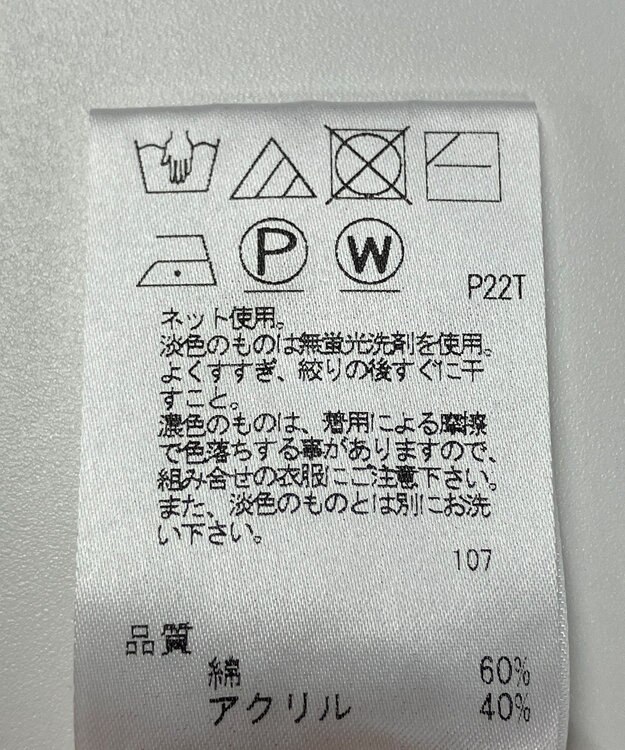 P W
P22T
ネット使用。
淡色のものは無蛍光洗剤を使用。
よくすすぎ、絞りの後すぐに干
すこと。
濃色のものは、着用による摩擦
で色落ちする事がありますので、
組み合せの衣服にご注意下さい。
また、淡色のものとは別にお洗
い下さい。
107
品質
綿 60%
アクリル 40%